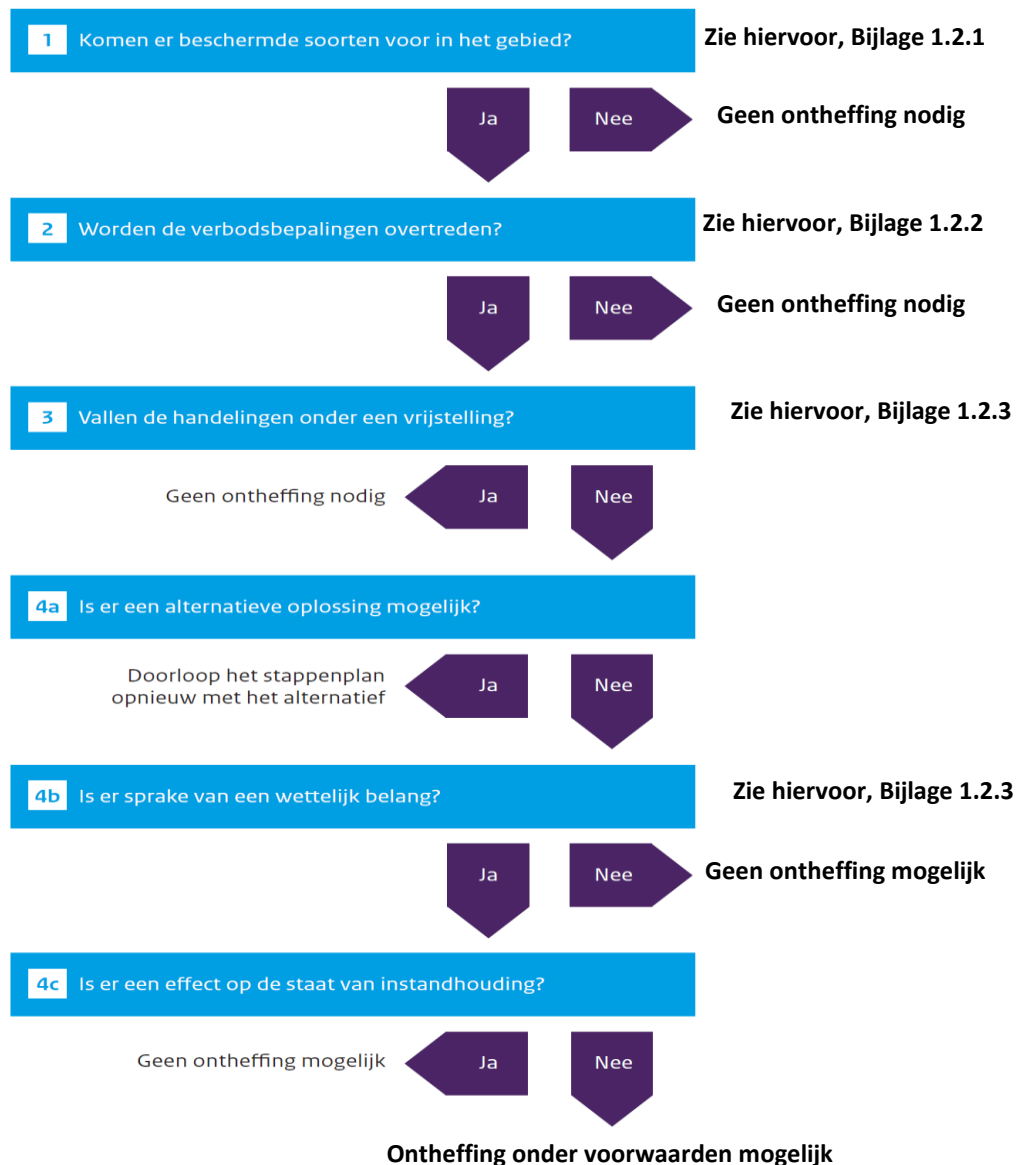 1 Komen er beschermde soorten voor in het gebied? Zie hiervoor, Bijlage 1.2.1
Ja Nee Geen ontheffing nodig
2 Worden de verbodsbepalingen overtreden? Zie hiervoor, Bijlage 1.2.2
Ja Nee Geen ontheffing nodig
3 Vallen de handelingen onder een vrijstelling? Zie hiervoor, Bijlage 1.2.3
Geen ontheffing nodig Ja Nee
4a Is er een alternatieve oplossing mogelijk?
Doorloop het stappenplan
opnieuw met het alternatief Ja Nee
4b Is er sprake van een wettelijk belang? Zie hiervoor, Bijlage 1.2.3
Ja Nee Geen ontheffing mogelijk
4c Is er een effect op de staat van instandhouding?
Geen ontheffing mogelijk Ja Nee
Ontheffing onder voorwaarden mogelijk